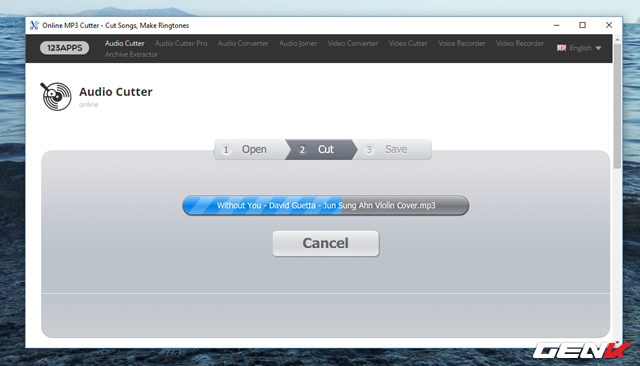 Online MP3 Cutter - Cut Songs, Make Ringtones
123APPS Audio Cutter Audio Cutter Pro Audio Converter Audio Joiner Video Converter Video Cutter Voice Recorder Video Recorder English
Archive Extractor
Audio Cutter
online
1 Open 2 Cut 3 Save
Without You - David Guetta - Jun Sung Ahn Violin Cover.mp3
Cancel
GENK